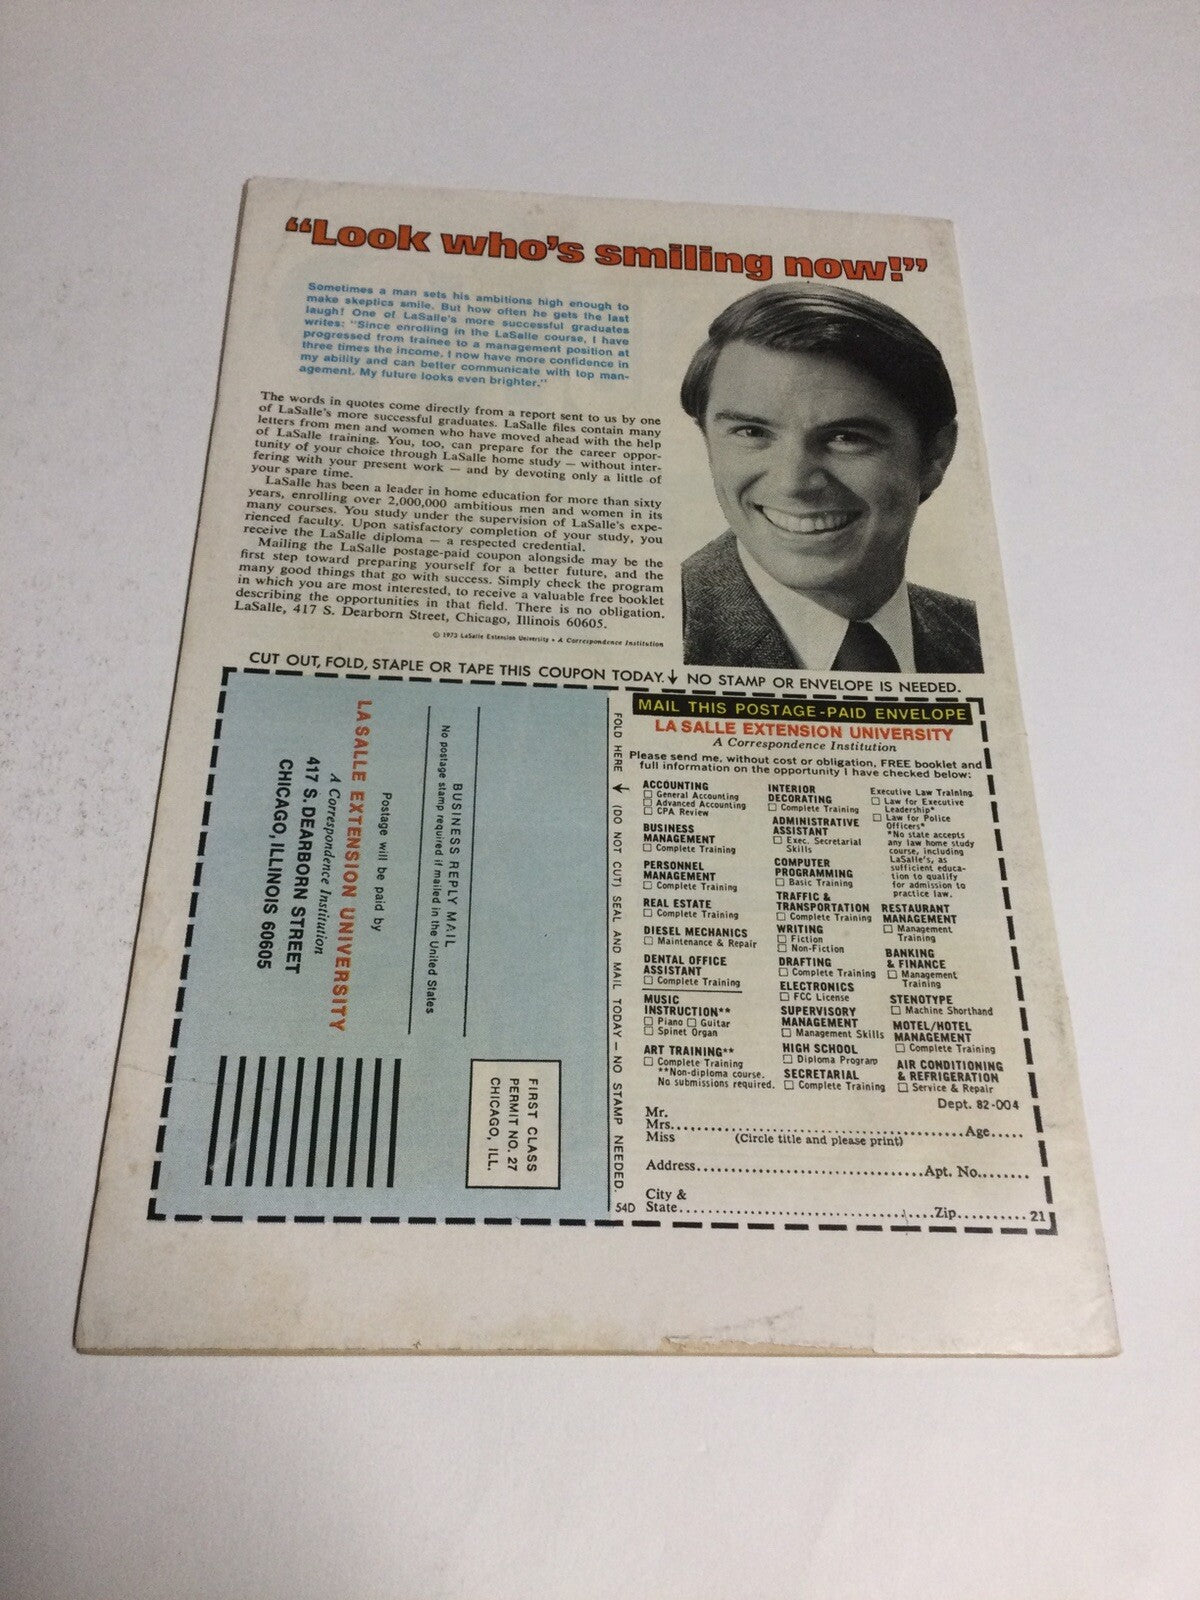 “Look who's smiling now!”
Sometimes a man sets his ambitions high enough to
make skeptics smile. But how often he gets the last
laugh! One of LaSalle's more successful graduates
writes: "Since enrolling in the LaSalle course, I have
progressed from trainee to a management position at
three times the income. I now have more confidence in
my ability and can better communicate with top man-
agement. My future looks even brighter."
The words in quotes come directly from a report sent to us by one
of LaSalle's more successful graduates. LaSalle files contain many
letters from men and women who have moved ahead with the help
of LaSalle training. You, too, can prepare for the career oppor-
tunity of your choice through LaSalle home study — without inter-
fering with your present work — and by devoting only a little of
your spare time.
LaSalle has been a leader in home education for more than sixty
years, enrolling over 2,000,000 ambitious men and women in its
many courses. You study under the supervision of LaSalle's expe-
rienced faculty. Upon satisfactory completion of your study, you
receive the LaSalle diploma — a respected credential.
Mailing the LaSalle postage-paid coupon alongside may be the
first step toward preparing yourself for a better future, and the
many good things that go with success. Simply check the program
in which you are most interested, to receive a valuable free booklet
describing the opportunities in that field. There is no obligation.
LaSalle, 417 S. Dearborn Street, Chicago, Illinois 60605.
© 1973 LaSalle Extension University • A Correspondence Institution
CUT OUT, FOLD, STAPLE OR TAPE THIS COUPON TODAY. ↓ NO STAMP OR ENVELOPE IS NEEDED.
FIRST CLASS
PERMIT NO. 27
CHICAGO, ILL.
BUSINESS REPLY MAIL
No postage stamp required if mailed in the United States
Postage will be paid by
LA SALLE EXTENSION UNIVERSITY
A Correspondence Institution
417 S. DEARBORN STREET
CHICAGO, ILLINOIS 60605
FOLD HERE ↓ (DO NOT CUT) SEAL AND MAIL TODAY — NO STAMP NEEDED.
54D
MAIL THIS POSTAGE-PAID ENVELOPE
LA SALLE EXTENSION UNIVERSITY
A Correspondence Institution
Please send me, without cost or obligation, FREE booklet and
full information on the opportunity I have checked below:
ACCOUNTING
☐ General Accounting
☐ Advanced Accounting
☐ CPA Review
BUSINESS
MANAGEMENT
☐ Complete Training
PERSONNEL
MANAGEMENT
☐ Complete Training
REAL ESTATE
☐ Complete Training
DIESEL MECHANICS
☐ Maintenance & Repair
DENTAL OFFICE
ASSISTANT
☐ Complete Training
MUSIC
INSTRUCTION**
☐ Piano ☐ Guitar
☐ Spinet Organ
ART TRAINING**
☐ Complete Training
**Non-diploma course.
No submissions required.
INTERIOR
DECORATING
☐ Complete Training
ADMINISTRATIVE
ASSISTANT
☐ Exec. Secretarial
Skills
COMPUTER
PROGRAMMING
☐ Basic Training
TRAFFIC &
TRANSPORTATION
☐ Complete Training
WRITING
☐ Fiction
☐ Non-Fiction
DRAFTING
☐ Complete Training
ELECTRONICS
☐ FCC License
SUPERVISORY
MANAGEMENT
☐ Management Skills
HIGH SCHOOL
☐ Diploma Program
SECRETARIAL
☐ Complete Training
Executive Law Training
☐ Law for Executive
Leadership*
☐ Law for Police
Officers*
*No state accepts
any law home study
course, including
LaSalle's, as
sufficient educa-
tion to qualify
for admission to
practice law.
RESTAURANT
MANAGEMENT
☐ Management
Training
BANKING
& FINANCE
☐ Management
Training
STENOTYPE
☐ Machine Shorthand
MOTEL/HOTEL
MANAGEMENT
☐ Complete Training
AIR CONDITIONING
& REFRIGERATION
☐ Service & Repair
Dept. 82-004
Mr.
Mrs. Age
Miss (Circle title and please print)
Address Apt. No.
City &
State Zip 21